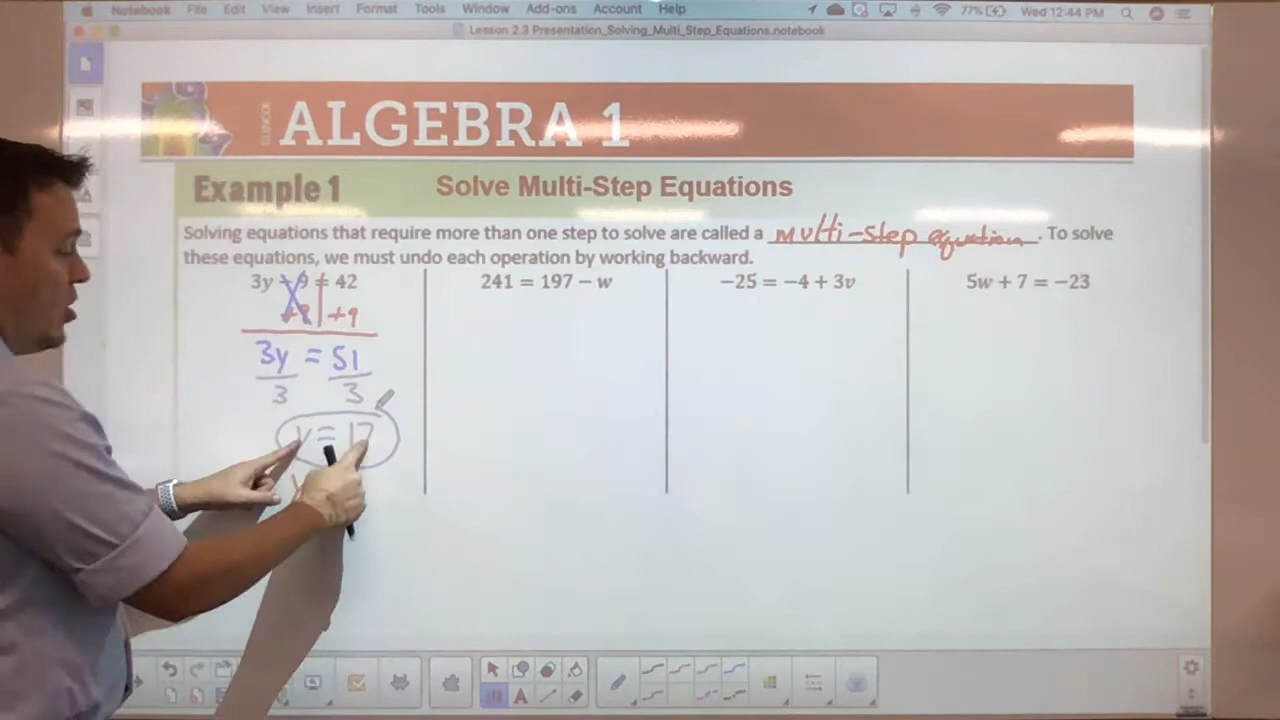 Notebook File Edit View Insert Format Tools Window Add-ons Account Help 77% Wed 12:44 PM
Lesson 2.3 Presentation_Solving_Multi_Step_Equations.notebook
GLENCOE ALGEBRA 1
Example 1 Solve Multi-Step Equations
Solving equations that require more than one step to solve are called a multi-step equation. To solve
these equations, we must undo each operation by working backward.
3y − 9 = 42 241 = 197 − w −25 = −4 + 3v 5w + 7 = −23
+9 +9
3y = 51
3 3
y = 17